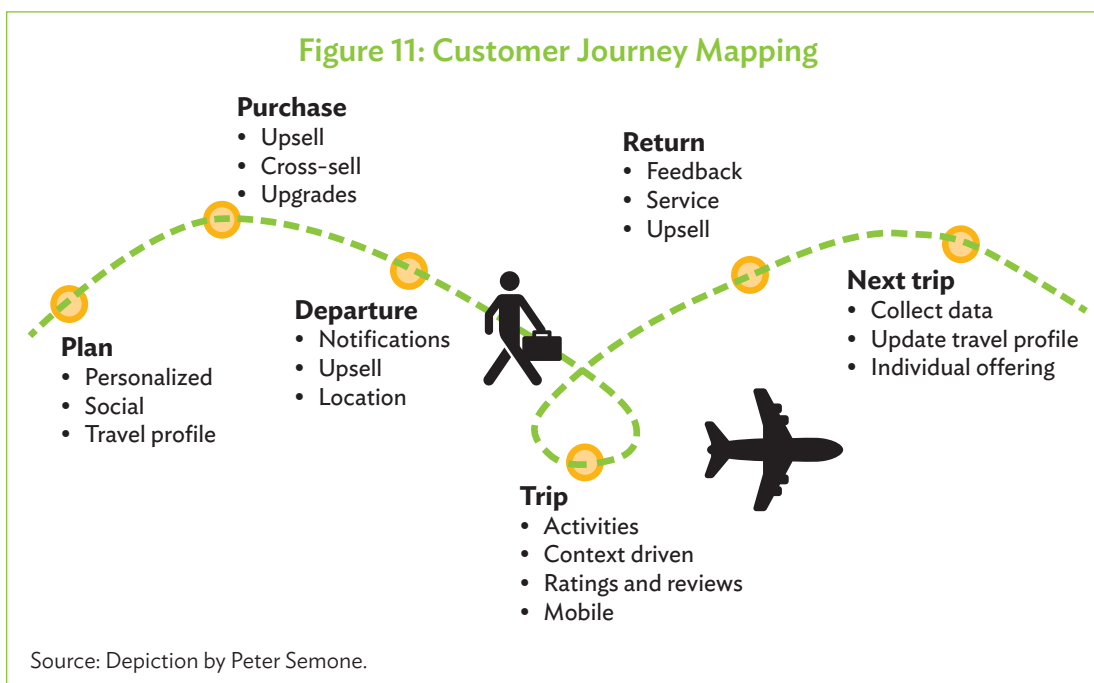 Figure 11: Customer Journey Mapping
Purchase
• Upsell
• Cross-sell
• Upgrades
Return
• Feedback
• Service
• Upsell
Plan
• Personalized
• Social
• Travel profile
Departure
• Notifications
• Upsell
• Location
Next trip
• Collect data
• Update travel profile
• Individual offering
Trip
• Activities
• Context driven
• Ratings and reviews
• Mobile
Source: Depiction by Peter Semone.